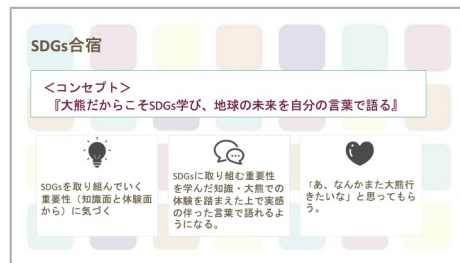 SDGs合宿
＜コンセプト＞
『大熊だからこそSDGs学び、地球の未来を自分の言葉で語る』
SDGsを取り組んでいく
重要性（知識面と体験面
から）に気づく
SDGsに取り組む重要性
を学んだ知識・大熊での
体験を踏まえた上で実感
の伴った言葉で語れるよ
うになる。
「あ、なんかまた大熊行
きたいな」と思ってもら
う。